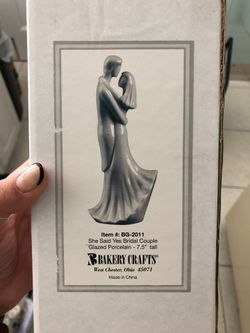 Item #: BG-2011
She Said Yes Bridal Couple
Glazed Porcelain - 7.5" tall
BAKERY CRAFTS®
West Chester, Ohio 45071
Made in China